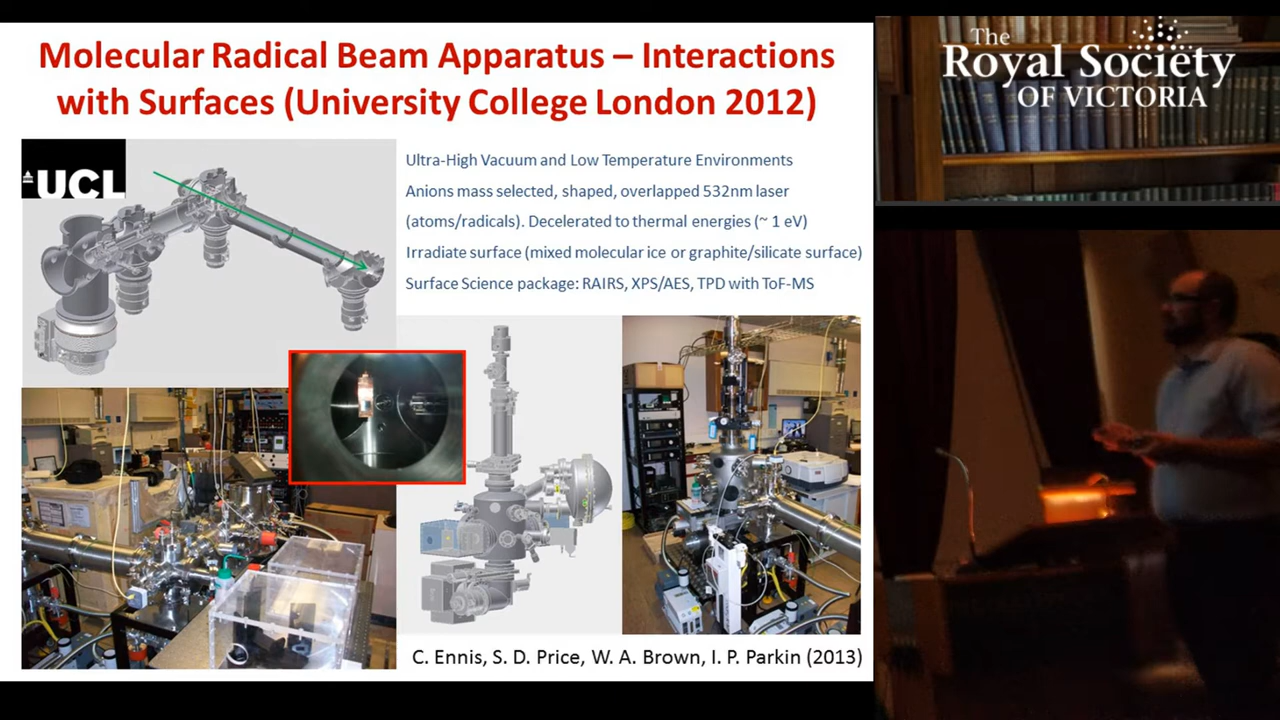 Molecular Radical Beam Apparatus – Interactions
with Surfaces (University College London 2012)
UCL
Ultra-High Vacuum and Low Temperature Environments
Anions mass selected, shaped, overlapped 532nm laser
(atoms/radicals). Decelerated to thermal energies (~ 1 eV)
Irradiate surface (mixed molecular ice or graphite/silicate surface)
Surface Science package: RAIRS, XPS/AES, TPD with ToF-MS
C. Ennis, S. D. Price, W. A. Brown, I. P. Parkin (2013)
The
Royal Society
OF VICTORIA